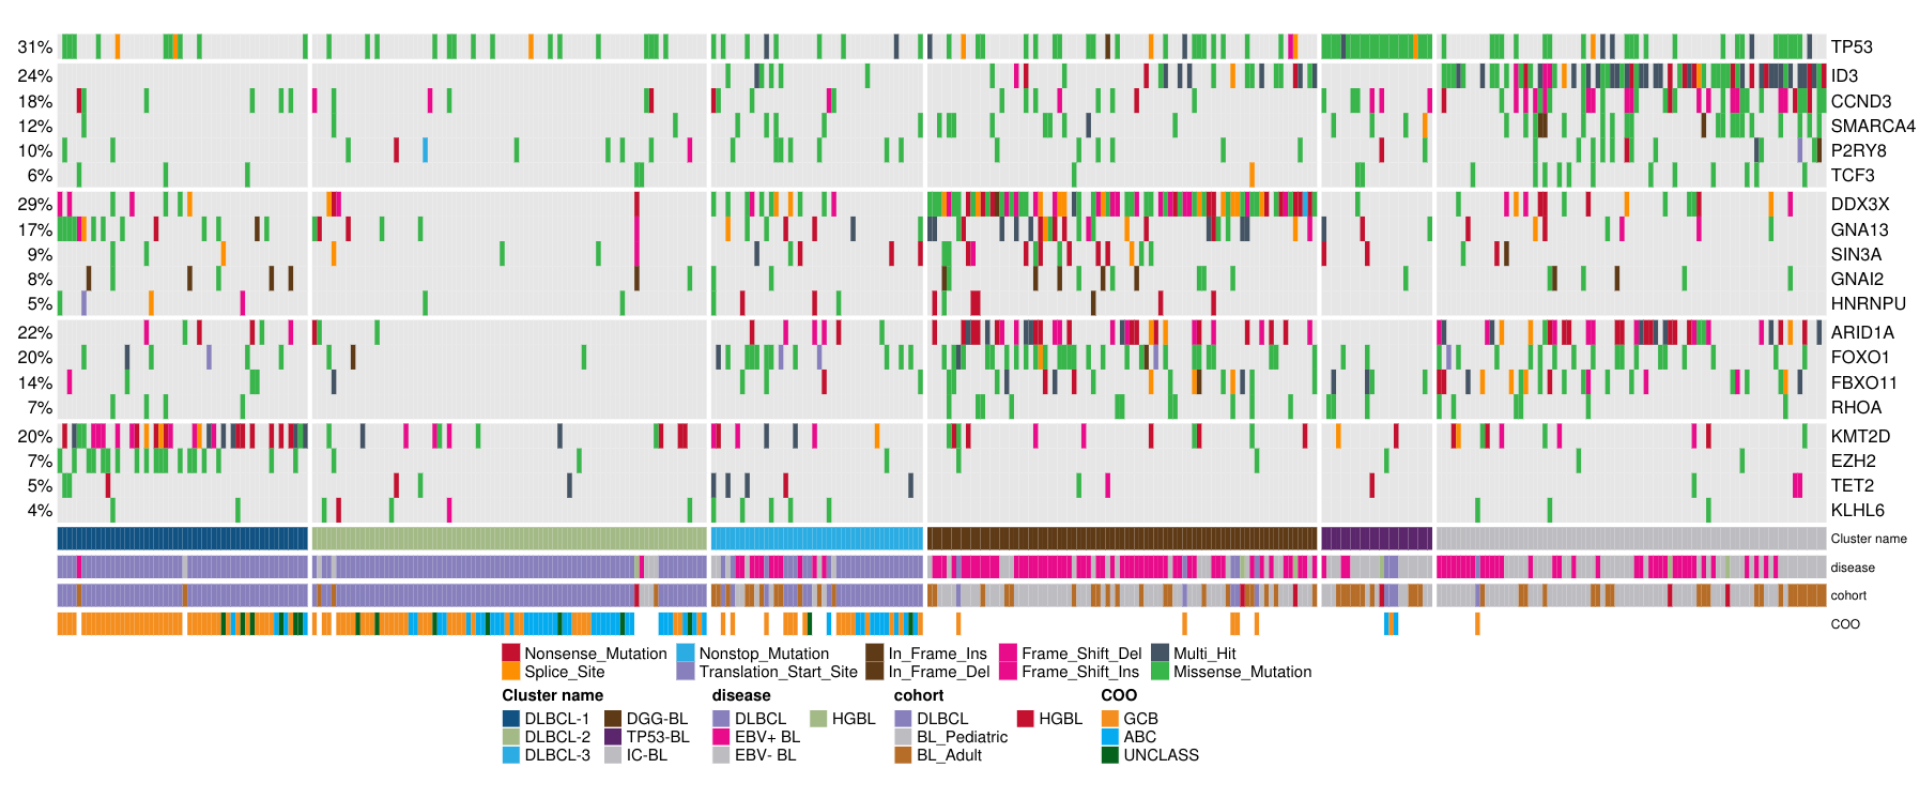 31% TP53
24% ID3
18% CCND3
12% SMARCA4
10% P2RY8
6% TCF3
29% DDX3X
17% GNA13
9% SIN3A
8% GNAI2
5% HNRNPU
22% ARID1A
20% FOXO1
14% FBXO11
7% RHOA
20% KMT2D
7% EZH2
5% TET2
4% KLHL6
Cluster name
disease
cohort
COO
Nonsense_Mutation Nonstop_Mutation In_Frame_Ins Frame_Shift_Del Multi_Hit
Splice_Site Translation_Start_Site In_Frame_Del Frame_Shift_Ins Missense_Mutation
Cluster name disease cohort COO
DLBCL-1 DGG-BL DLBCL HGBL DLBCL HGBL GCB
DLBCL-2 TP53-BL EBV+ BL BL_Pediatric ABC
DLBCL-3 IC-BL EBV- BL BL_Adult UNCLASS